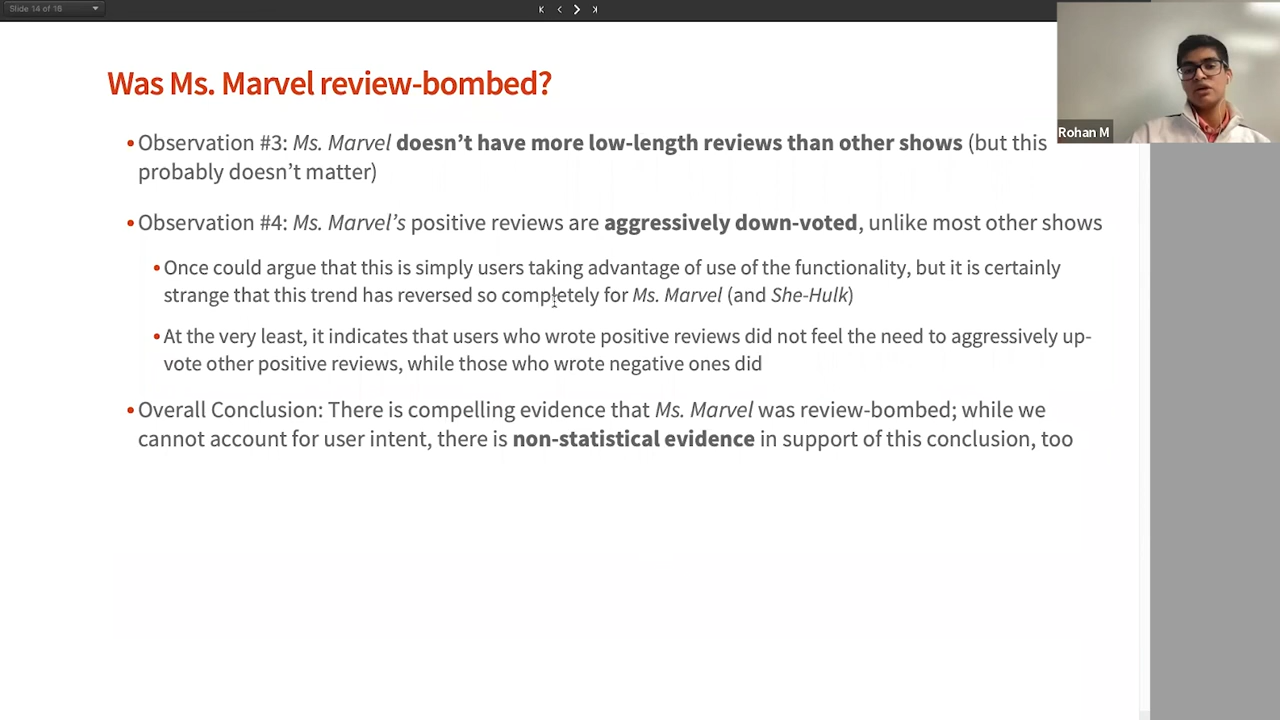 Slide 14 of 16
Was Ms. Marvel review-bombed?
•Observation #3: Ms. Marvel doesn’t have more low-length reviews than other shows (but this
probably doesn’t matter)
•Observation #4: Ms. Marvel’s positive reviews are aggressively down-voted, unlike most other shows
•Once could argue that this is simply users taking advantage of use of the functionality, but it is certainly
strange that this trend has reversed so completely for Ms. Marvel (and She-Hulk)
•At the very least, it indicates that users who wrote positive reviews did not feel the need to aggressively up-
vote other positive reviews, while those who wrote negative ones did
•Overall Conclusion: There is compelling evidence that Ms. Marvel was review-bombed; while we
cannot account for user intent, there is non-statistical evidence in support of this conclusion, too
Rohan M